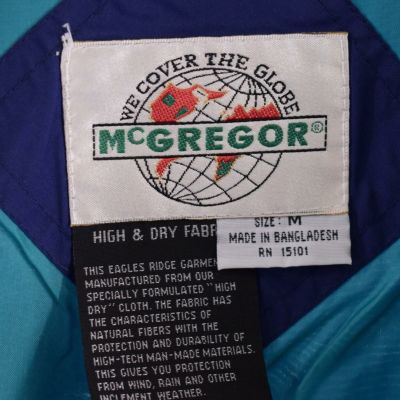 WE COVER THE GLOBE
McGREGOR®
HIGH & DRY
SIZE: M
MADE IN BANGLADESH
RN 15101
THIS EAGLES RIDGE
MANUFACTURED FROM OUR
SPECIALLY FORMULATED "HIGH
DRY" CLOTH. THE FABRIC HAS
THE CHARACTERISTICS OF
NATURAL FIBERS WITH THE
PROTECTION AND DURABILITY OF
HIGH-TECH MAN-MADE MATERIALS.
THIS GIVES YOU PROTECTION
FROM WIND, RAIN AND OTHER
INCLEMENT WEATHER.